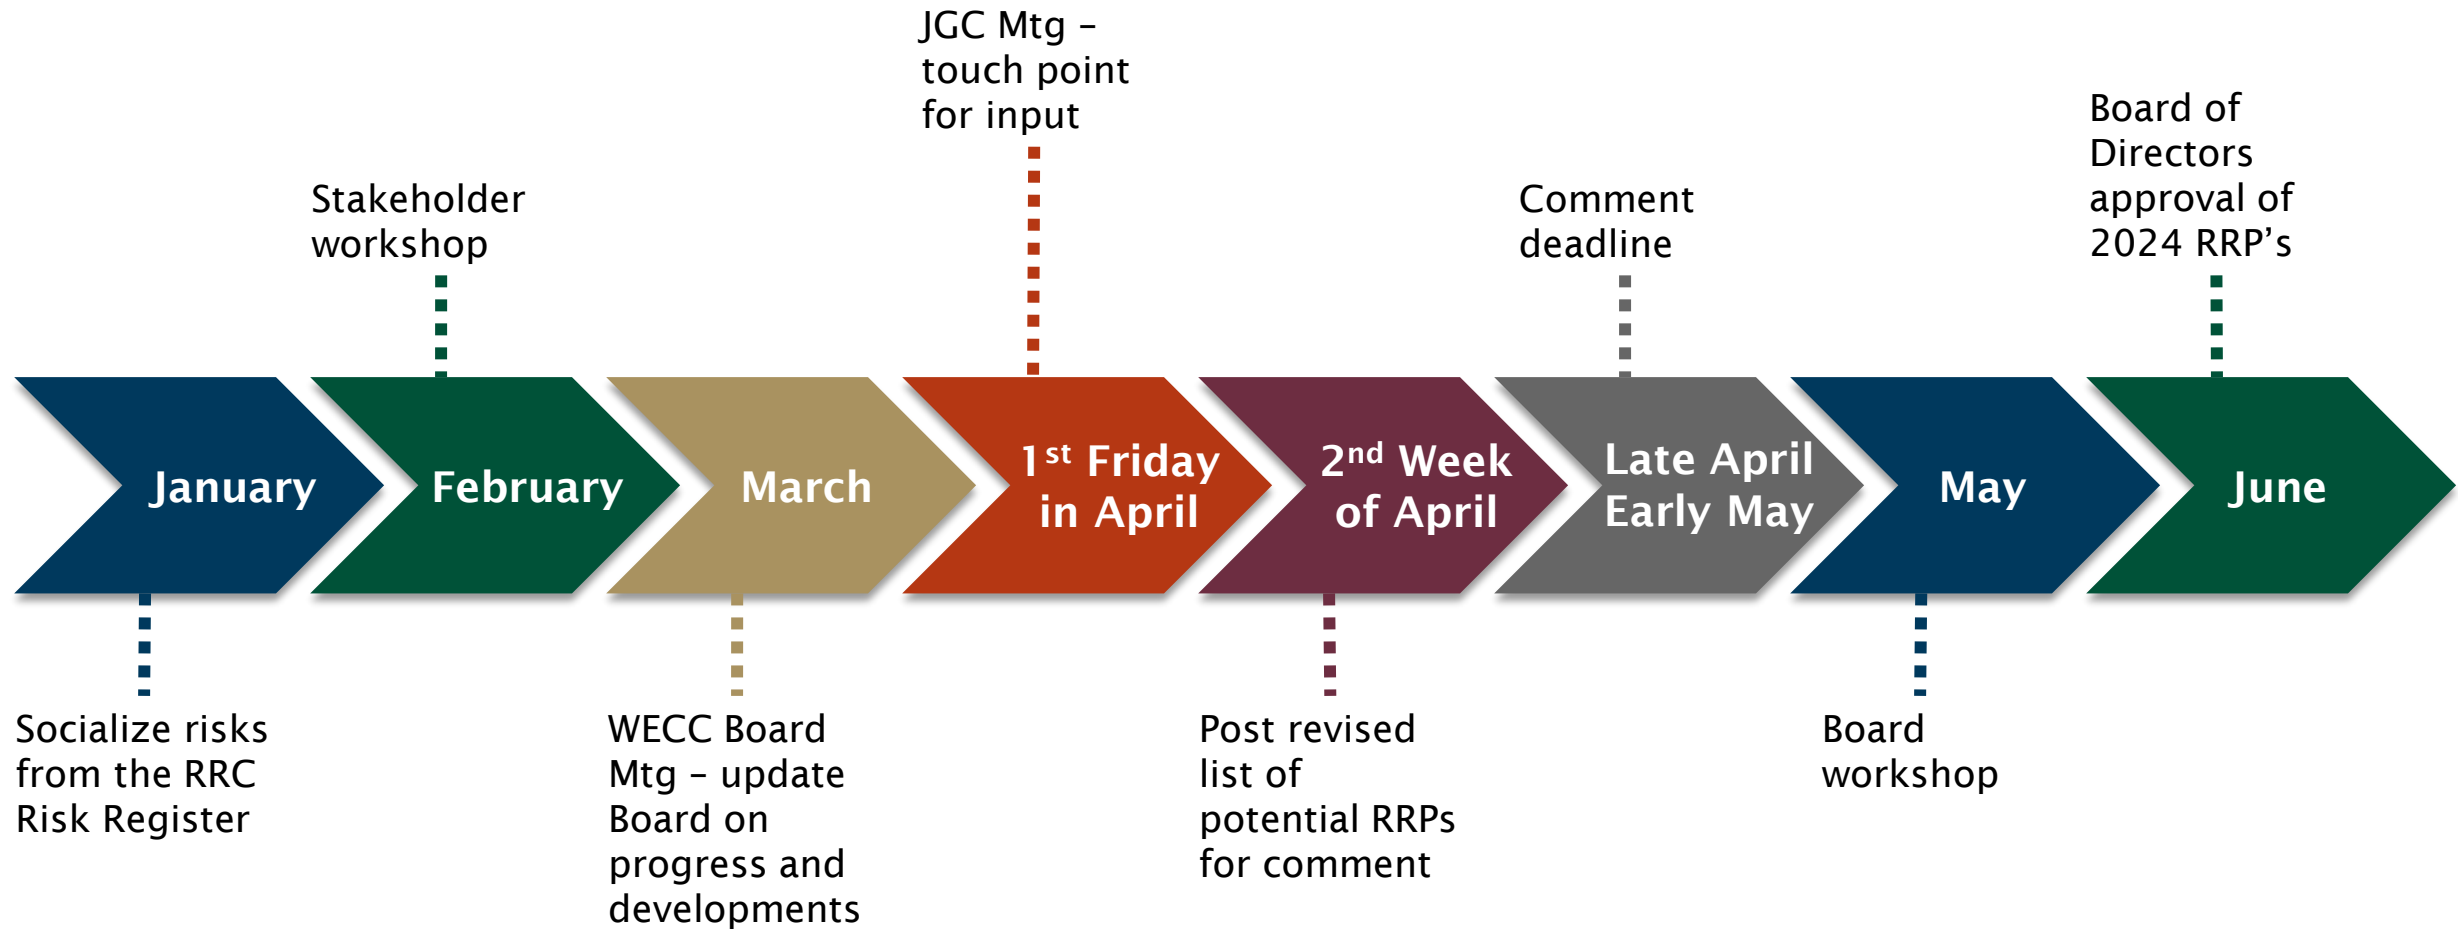 JGC Mtg –
touch point
for input
Stakeholder
workshop
Comment
deadline
Board of
Directors
approval of
2024 RRP’s
January
February
March
1st Friday
in April
2nd Week
of April
Late April
Early May
May
June
Socialize risks
from the RRC
Risk Register
WECC Board
Mtg – update
Board on
progress and
developments
Post revised
list of
potential RRPs
for comment
Board
workshop